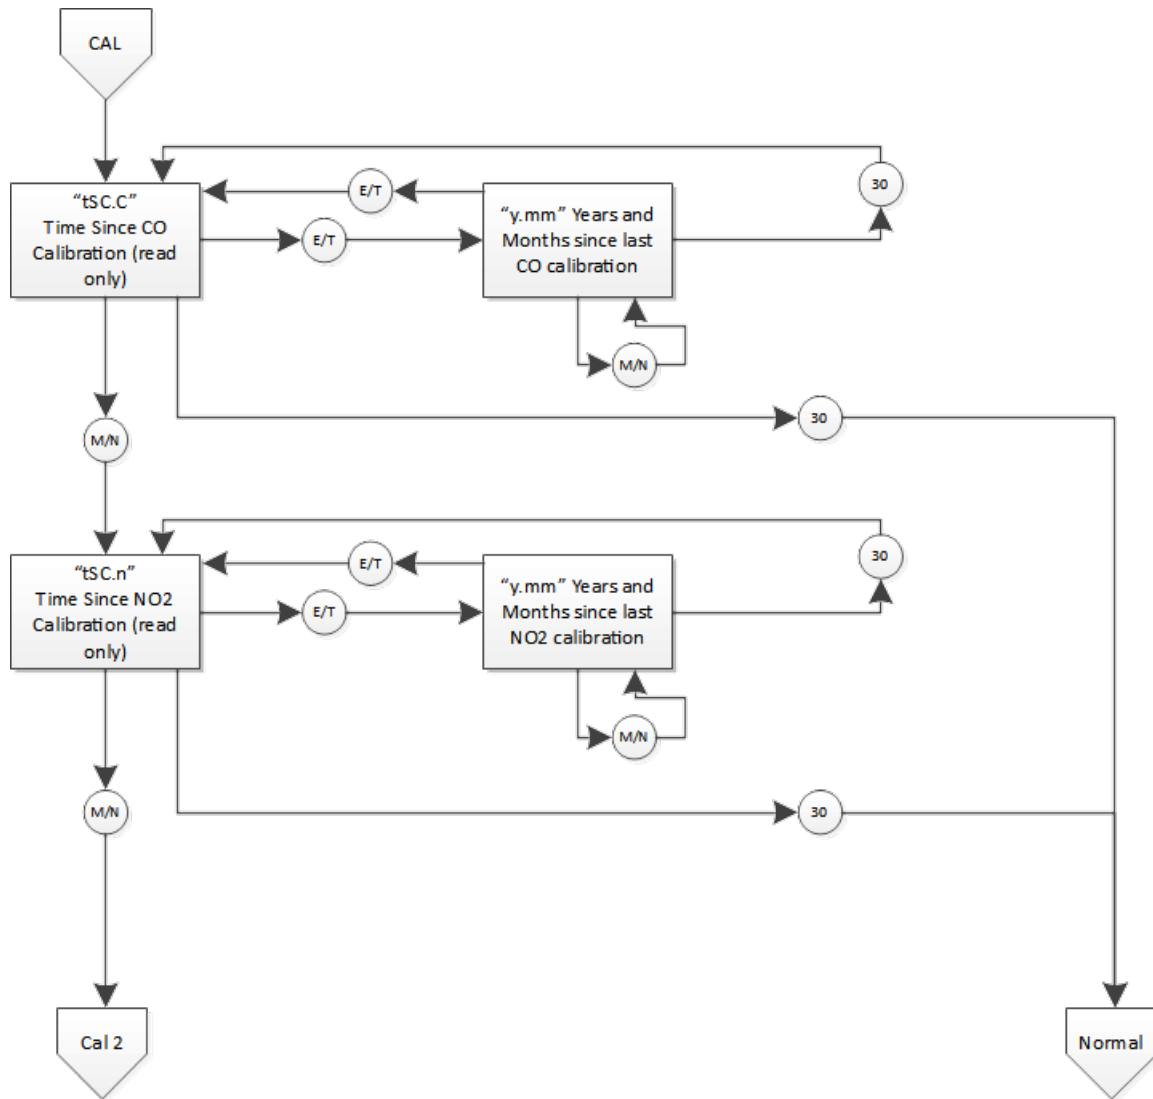 CAL
30
“tSC.C”
Time Since CO
Calibration (read
only)
E/T
E/T
“y.mm” Years and
Months since last
CO calibration
M/N
30
M/N
30
“tSC.n”
Time Since NO2
Calibration (read
only)
E/T
E/T
“y.mm” Years and
Months since last
NO2 calibration
M/N
M/N
30
Cal 2
Normal